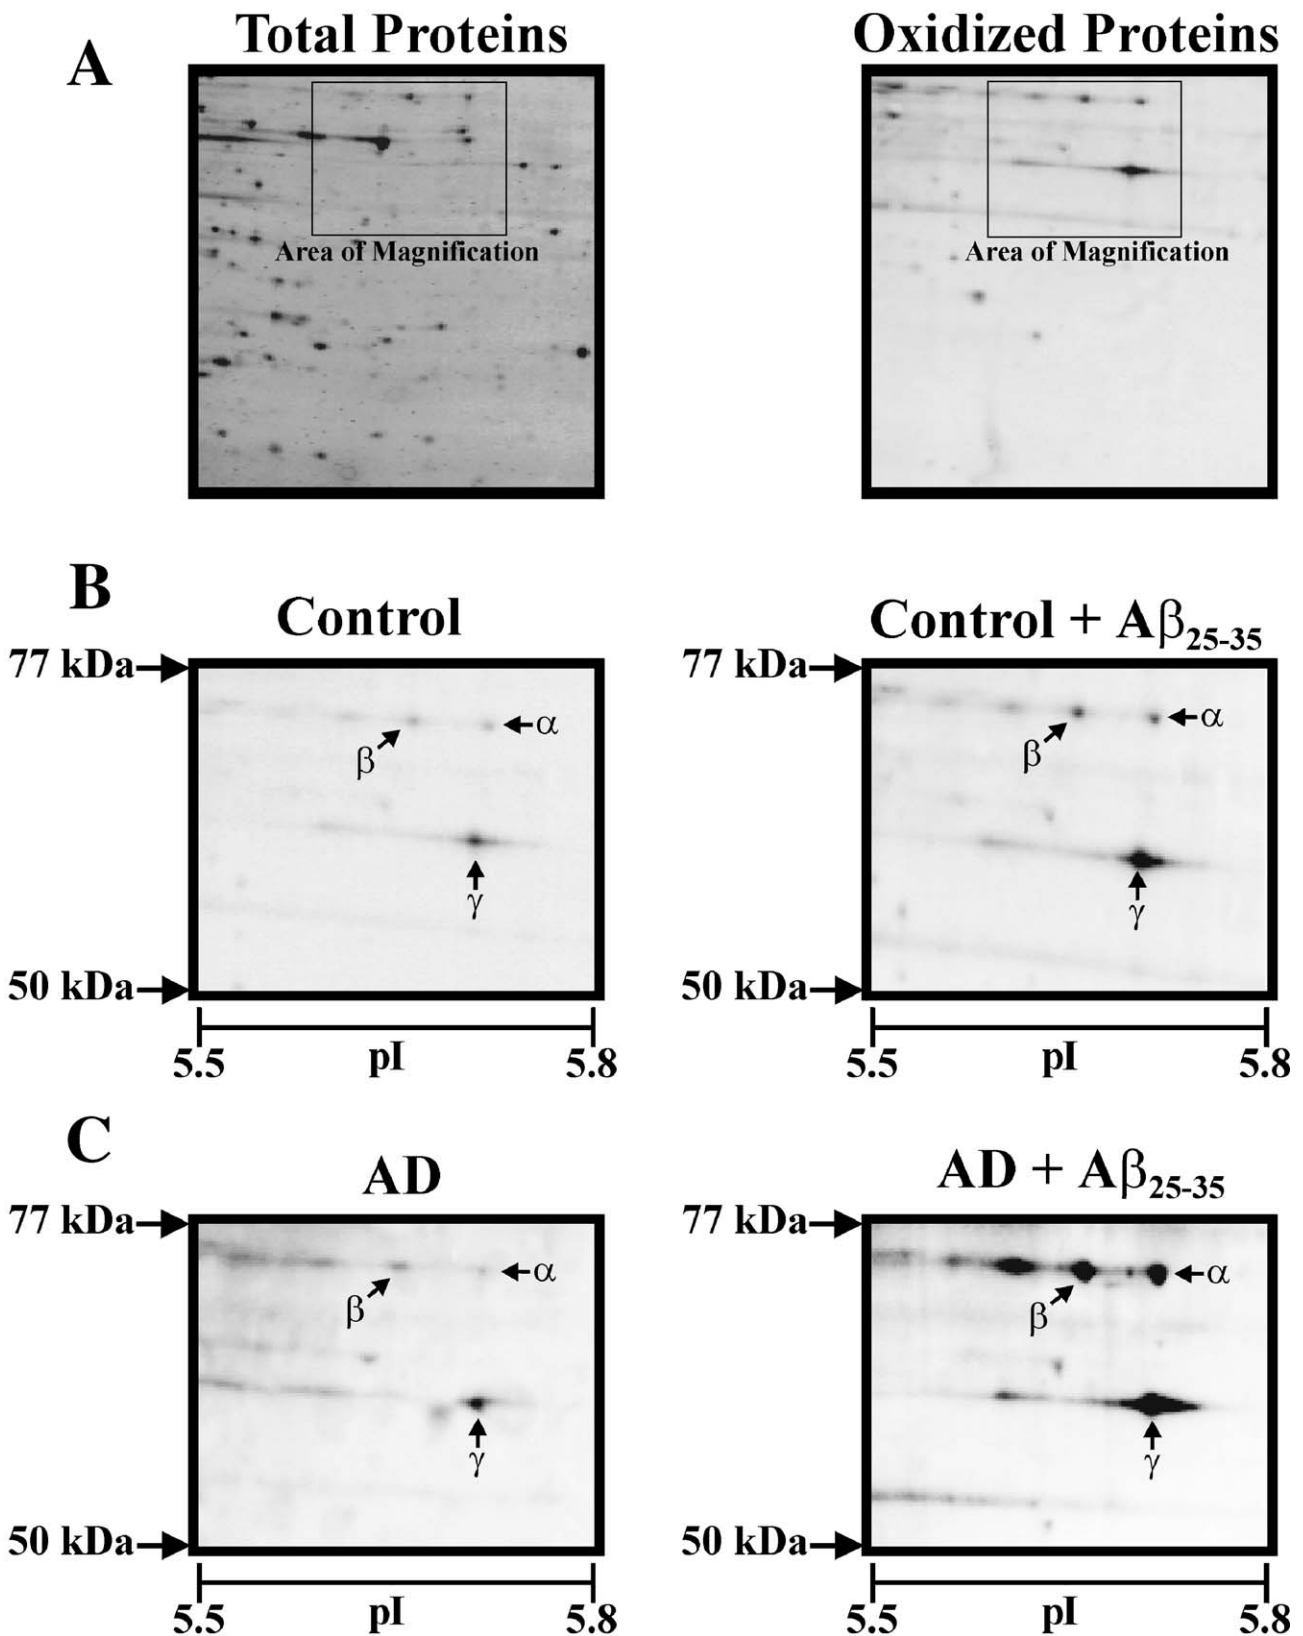 A
Total Proteins
Oxidized Proteins
Area of Magnification
Area of Magnification
B
Control
Control + Aβ25-35
77 kDa
77 kDa
α
α
β
β
γ
γ
50 kDa
50 kDa
5.5 pI 5.8
5.5 pI 5.8
C
AD
AD + Aβ25-35
77 kDa
77 kDa
α
α
β
β
γ
γ
50 kDa
50 kDa
5.5 pI 5.8
5.5 pI 5.8